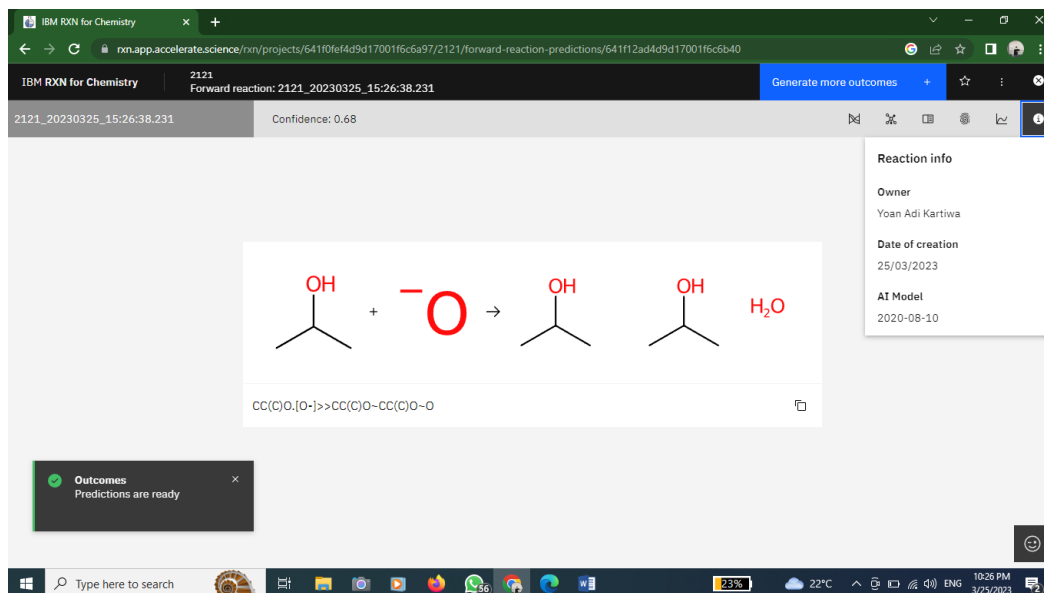 IBM RXN for Chemistry
rxn.app.accelerate.science/rxn/projects/641f0fef4d9d17001f6c6a97/2121/forward-reaction-predictions/641f12ad4d9d17001f6c6b40
IBM RXN for Chemistry
2121
Forward reaction: 2121_20230325_15:26:38.231
Generate more outcomes +
2121_20230325_15:26:38.231
Confidence: 0.68
Reaction info
Owner
Yoan Adi Kartiwa
Date of creation
25/03/2023
AI Model
2020-08-10
OH
+
−O
→
OH
OH
H₂O
CC(C)O.[O-]>>CC(C)O~CC(C)O~O
Outcomes
Predictions are ready
Type here to search
56
23%
22°C
ENG
10:26 PM
3/25/2023
2